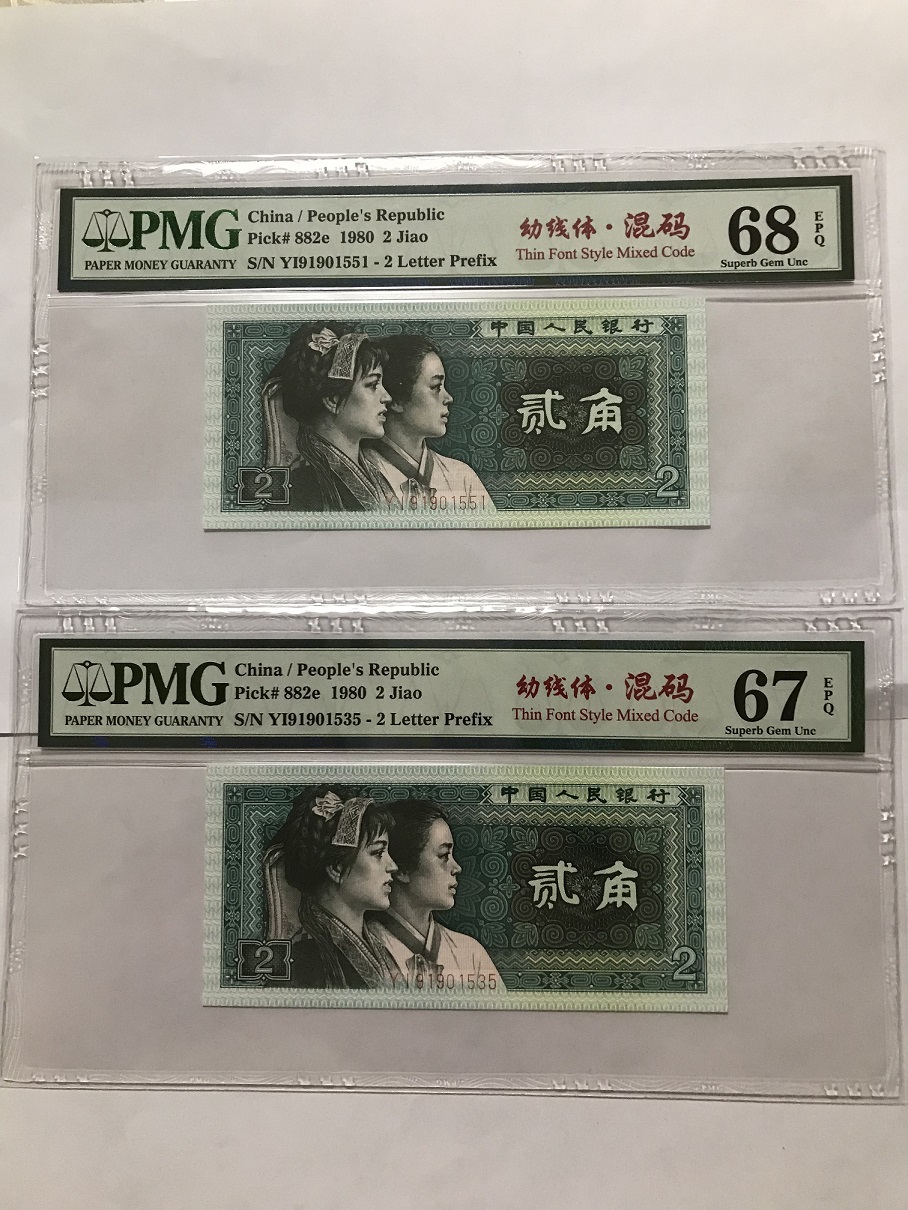 PMG
PAPER MONEY GUARANTY
China / People's Republic
Pick# 882e 1980 2 Jiao
S/N YI91901551 - 2 Letter Prefix
幼线体·混码
Thin Font Style Mixed Code
68
EPQ
Superb Gem Unc
中国人民银行
贰角
2
YI91901551
2
PMG
PAPER MONEY GUARANTY
China / People's Republic
Pick# 882e 1980 2 Jiao
S/N YI91901535 - 2 Letter Prefix
幼线体·混码
Thin Font Style Mixed Code
67
EPQ
Superb Gem Unc
中国人民银行
贰角
2
YI91901535
2